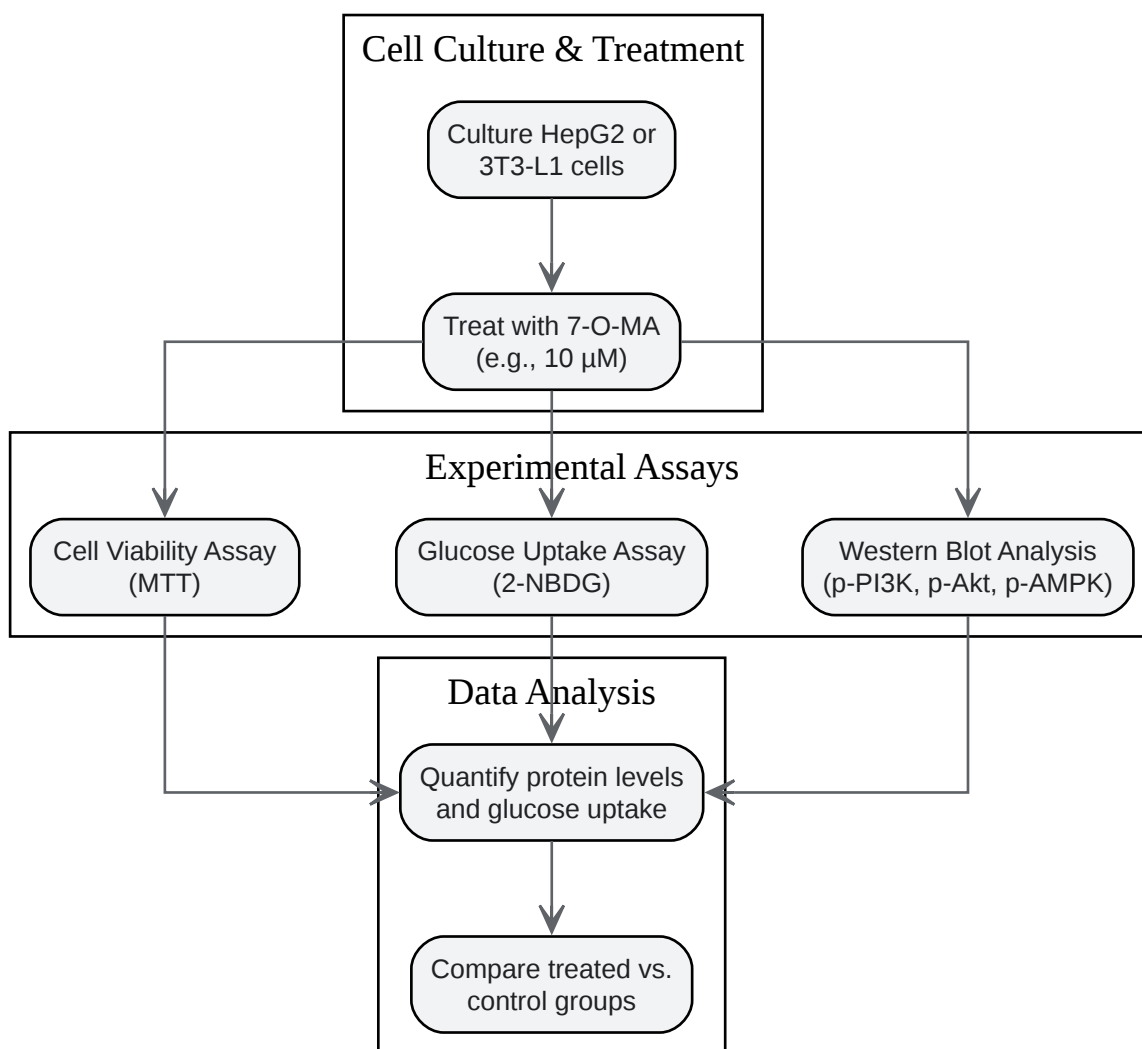 Cell Culture & Treatment
Culture HepG2 or
3T3-L1 cells
Treat with 7-O-MA
(e.g., 10 µM)
Experimental Assays
Cell Viability Assay
(MTT)
Glucose Uptake Assay
(2-NBDG)
Western Blot Analysis
(p-PI3K, p-Akt, p-AMPK)
Data Analysis
Quantify protein levels
and glucose uptake
Compare treated vs.
control groups